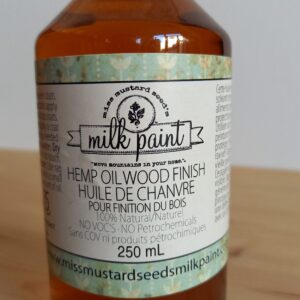 miss mustard seed's
milk paint
"move mountains in your home."
HEMP OIL WOOD FINISH
HUILE DE CHANVRE
POUR FINITION DU BOIS
100% Natural/Naturel
NO VOC'S - NO Petrochemicals
sans COV ni produits pétrochimiques
250 mL
www.missmustardseedsmilkpaint.c